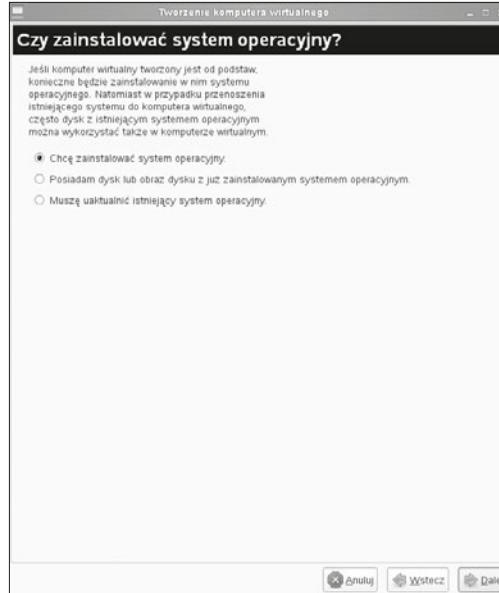 Tworzenie komputera wirtualnego
Czy zainstalować system operacyjny?
Jeśli komputer wirtualny tworzony jest od podstaw,
konieczne będzie zainstalowanie w nim systemu
operacyjnego. Natomiast w przypadku przenoszenia
istniejącego systemu do komputera wirtualnego,
często dysk z istniejącym systemem operacyjnym
można wykorzystać także w komputerze wirtualnym.
Chcę zainstalować system operacyjny.
Posiadam dysk lub obraz dysku z już zainstalowanym systemem operacyjnym.
Muszę uaktualnić istniejący system operacyjny.
Anuluj Wstecz Dale